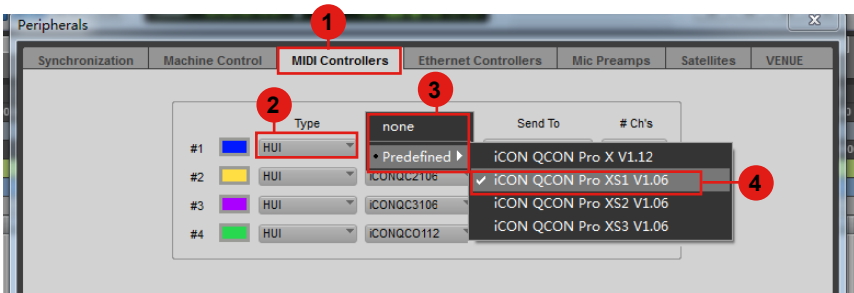 Peripherals
1
Synchronization Machine Control MIDI Controllers Ethernet Controllers Mic Preamps Satellites VENUE
3
2
Type none Send To # Ch's
#1 HUI • Predefined iCON QCON Pro X V1.12
#2 HUI iCONQC2106 ✓ iCON QCON Pro XS1 V1.06 4
#3 HUI iCONQC3106 iCON QCON Pro XS2 V1.06
#4 HUI iCONQCO112 iCON QCON Pro XS3 V1.06